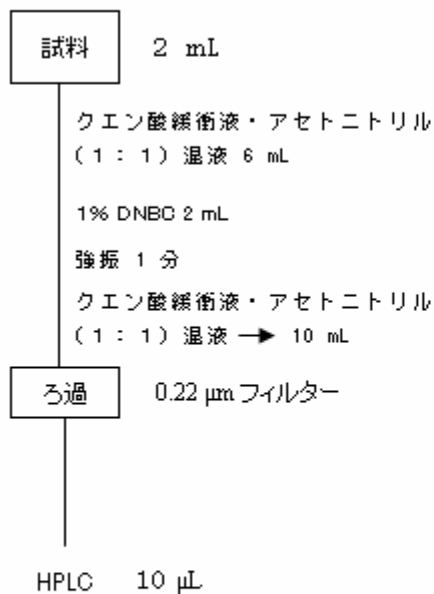 試料 2 mL
クエン酸緩衝液・アセトニトリル
(1:1)混液 6 mL
1% DNBC 2 mL
強振 1 分
クエン酸緩衝液・アセトニトリル
(1:1)混液 → 10 mL
ろ過 0.22 μmフィルター
HPLC 10 μL